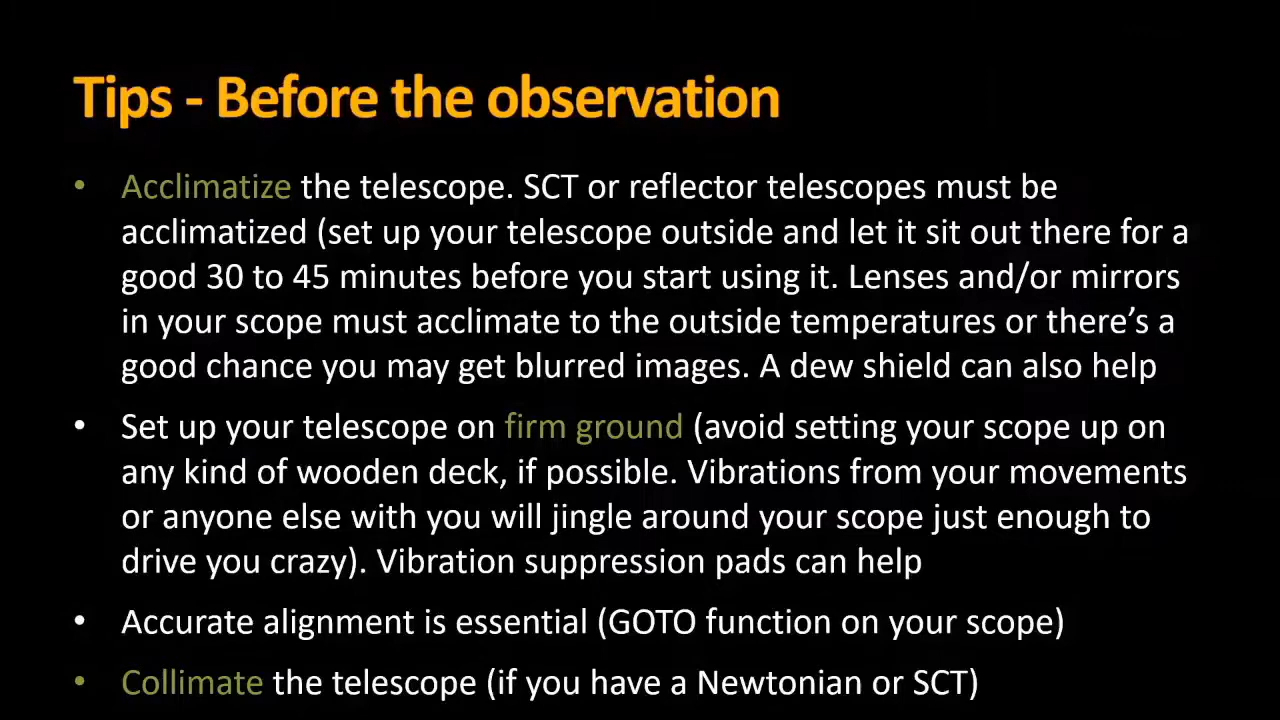 Tips - Before the observation
• Acclimatize the telescope. SCT or reflector telescopes must be
acclimatized (set up your telescope outside and let it sit out there for a
good 30 to 45 minutes before you start using it. Lenses and/or mirrors
in your scope must acclimate to the outside temperatures or there’s a
good chance you may get blurred images. A dew shield can also help
• Set up your telescope on firm ground (avoid setting your scope up on
any kind of wooden deck, if possible. Vibrations from your movements
or anyone else with you will jingle around your scope just enough to
drive you crazy). Vibration suppression pads can help
• Accurate alignment is essential (GOTO function on your scope)
• Collimate the telescope (if you have a Newtonian or SCT)